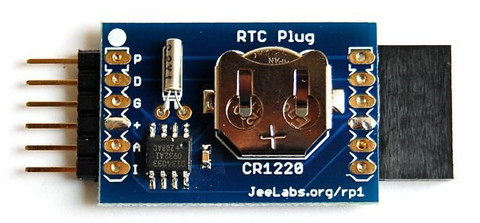 RTC Plug
P
D
G
+
A
I
+
CR1220
JeeLabs.org/rp1